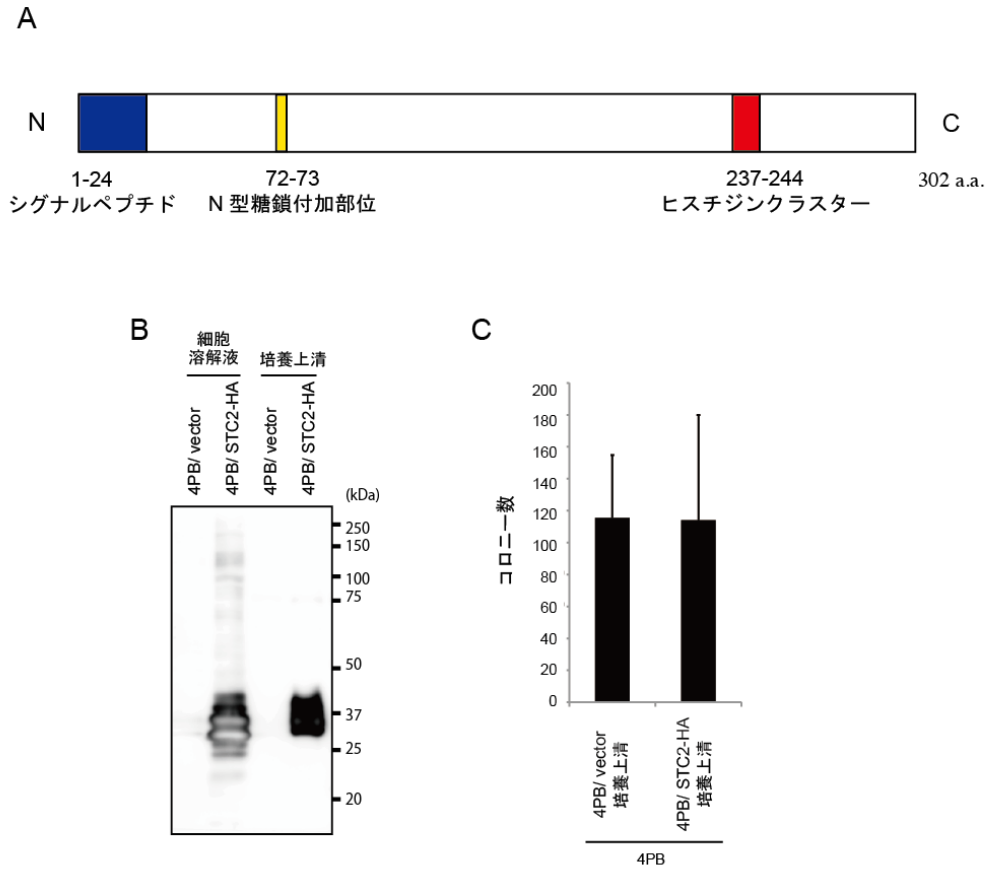 A
N
C
1-24
72-73
237-244
302 a.a.
シグナルペプチド
N 型糖鎖付加部位
ヒスチジンクラスター
B
細胞
溶解液
培養上清
4PB/ vector
4PB/ STC2-HA
4PB/ vector
4PB/ STC2-HA
(kDa)
250
150
100
75
50
37
25
20
C
コロニー数
200
180
160
140
120
100
80
60
40
20
0
4PB/ vector
培養上清
4PB/ STC2-HA
培養上清
4PB